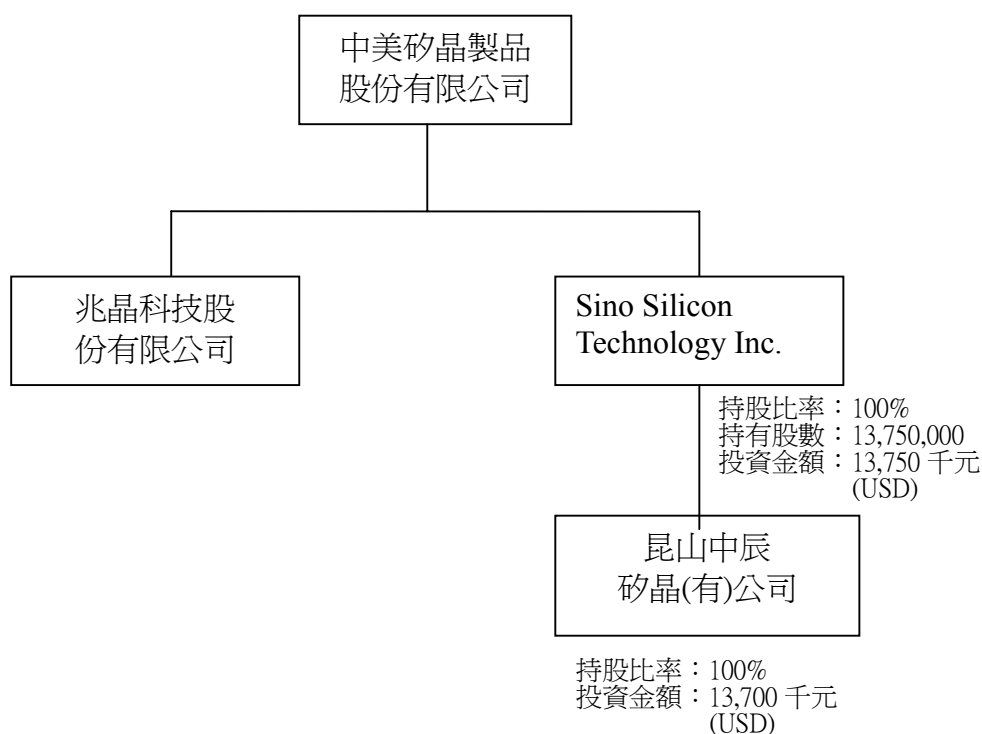 中美矽晶製品
股份有限公司
兆晶科技股
份有限公司
Sino Silicon
Technology Inc.
持股比率：100%
持有股數：13,750,000
投資金額：13,750 千元
(USD)
昆山中辰
矽晶(有)公司
持股比率：100%
投資金額：13,700 千元
(USD)